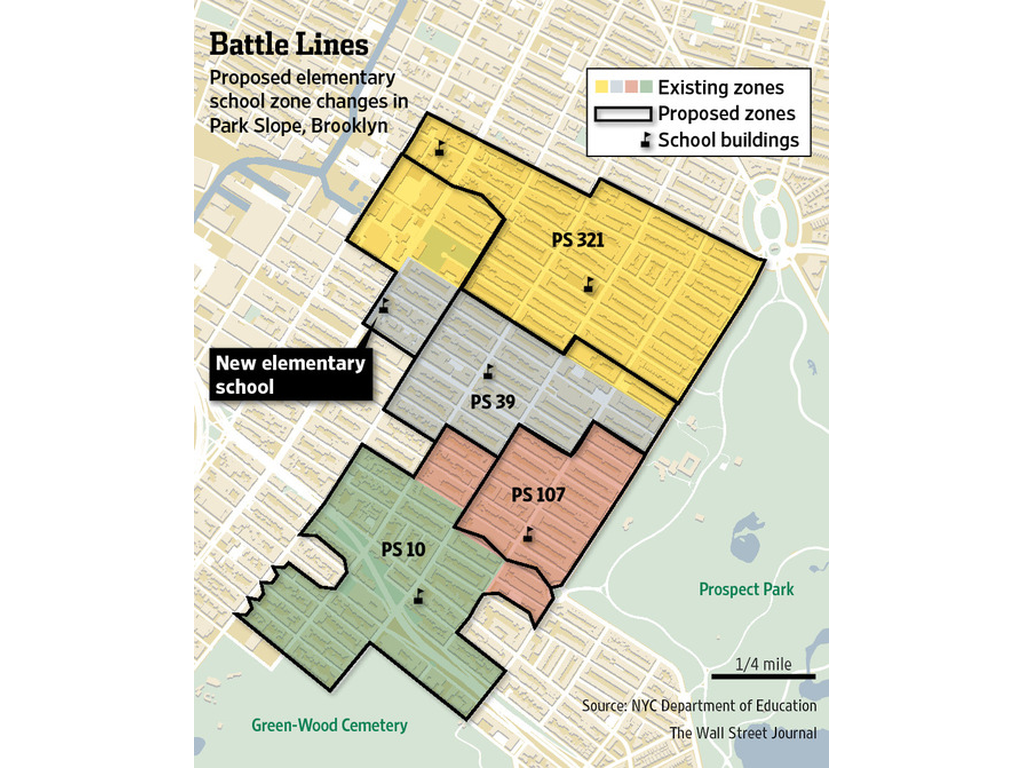 Battle Lines
Proposed elementary
school zone changes in
Park Slope, Brooklyn
Existing zones
Proposed zones
School buildings
PS 321
New elementary
school
PS 39
PS 107
PS 10
Prospect Park
1/4 mile
Source: NYC Department of Education
Green-Wood Cemetery
The Wall Street Journal